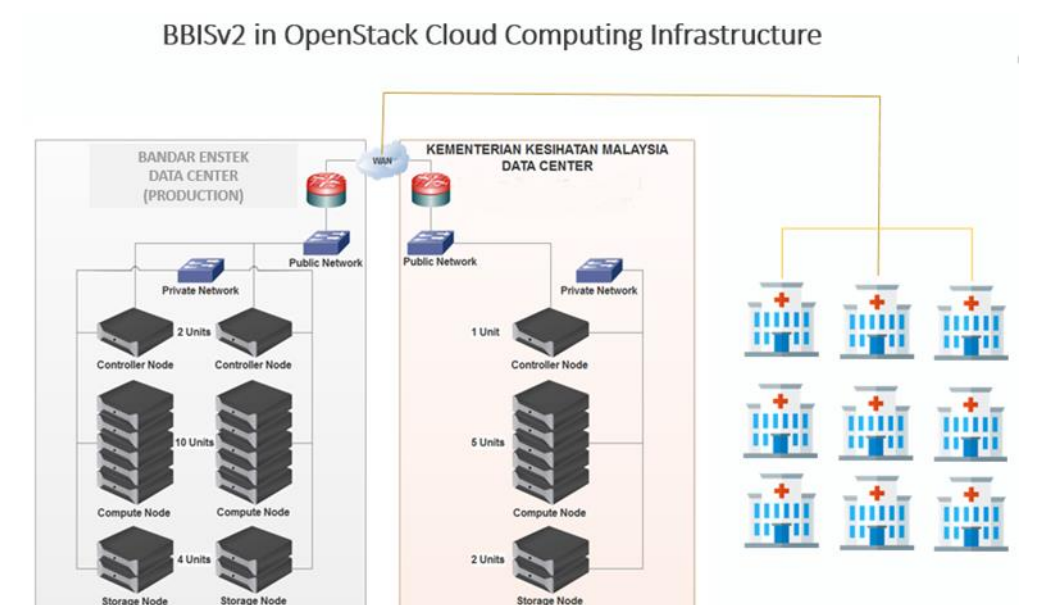 BBISv2 in OpenStack Cloud Computing Infrastructure
BANDAR ENSTEK
DATA CENTER
(PRODUCTION)
WAN
KEMENTERIAN KESIHATAN MALAYSIA
DATA CENTER
Public Network
Private Network
2 Units
Controller Node
Controller Node
10 Units
Compute Node
Compute Node
4 Units
Storage Node
Storage Node
Public Network
Private Network
1 Unit
Controller Node
5 Units
Compute Node
2 Units
Storage Node